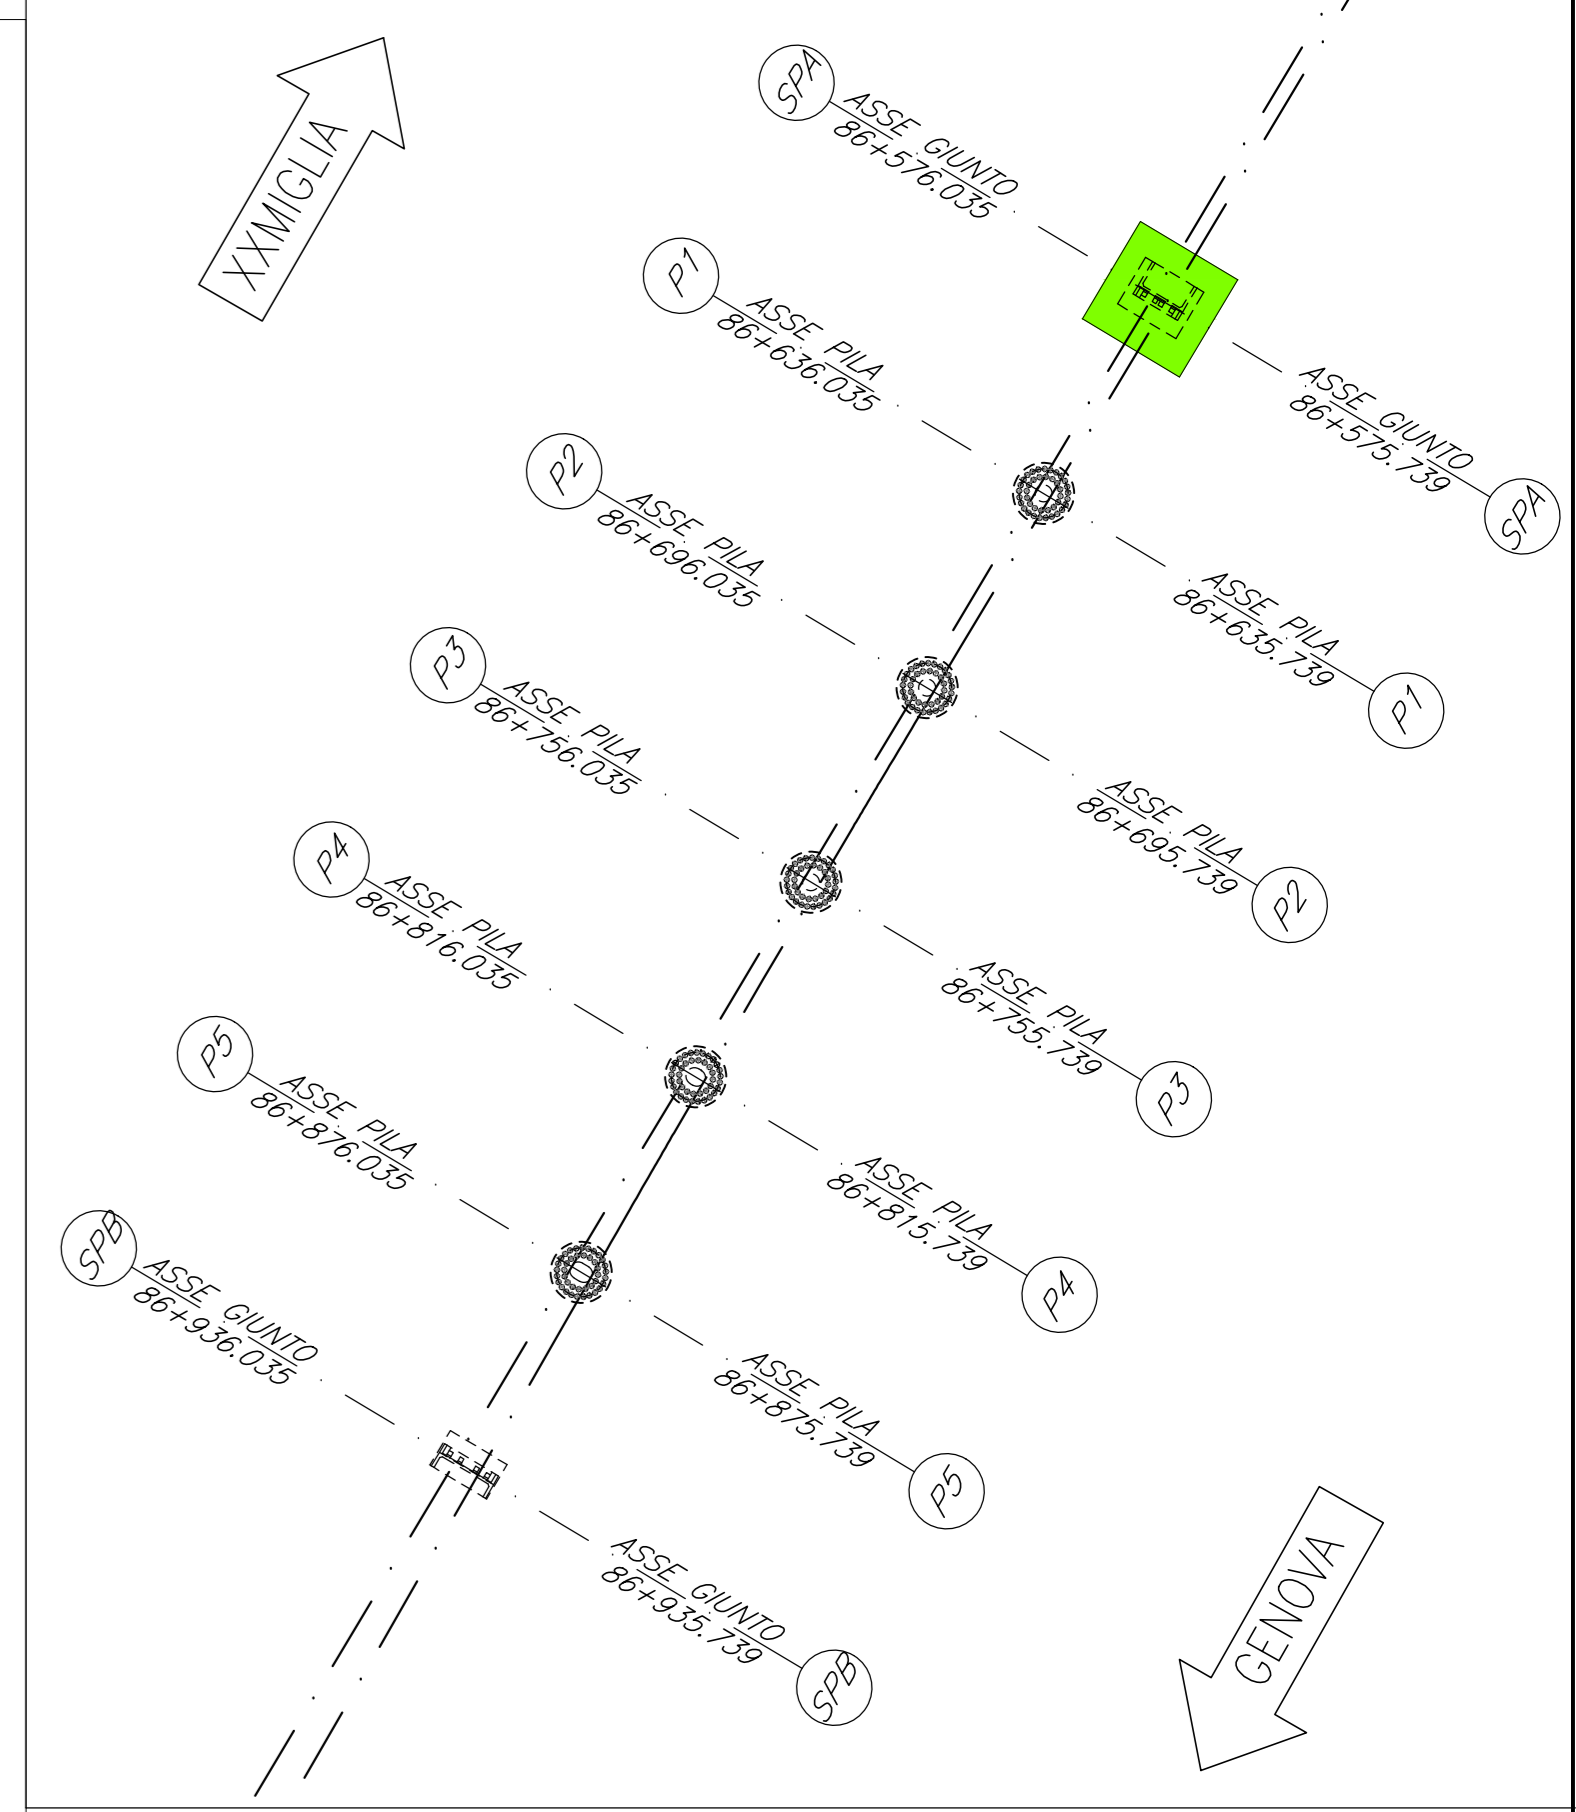 XXMIGLIA
SPA
ASSE GIUNTO
86+576.035
P1
ASSE PILA
86+636.035
P2
ASSE PILA
86+696.035
P3
ASSE PILA
86+756.035
P4
ASSE PILA
86+816.035
P5
ASSE PILA
86+876.035
SPB
ASSE GIUNTO
86+936.035
ASSE GIUNTO
86+575.739
SPA
ASSE PILA
86+635.739
P1
ASSE PILA
86+695.739
P2
ASSE PILA
86+755.739
P3
ASSE PILA
86+815.739
P4
ASSE PILA
86+875.739
P5
ASSE GIUNTO
86+935.739
SPB
GENOVA